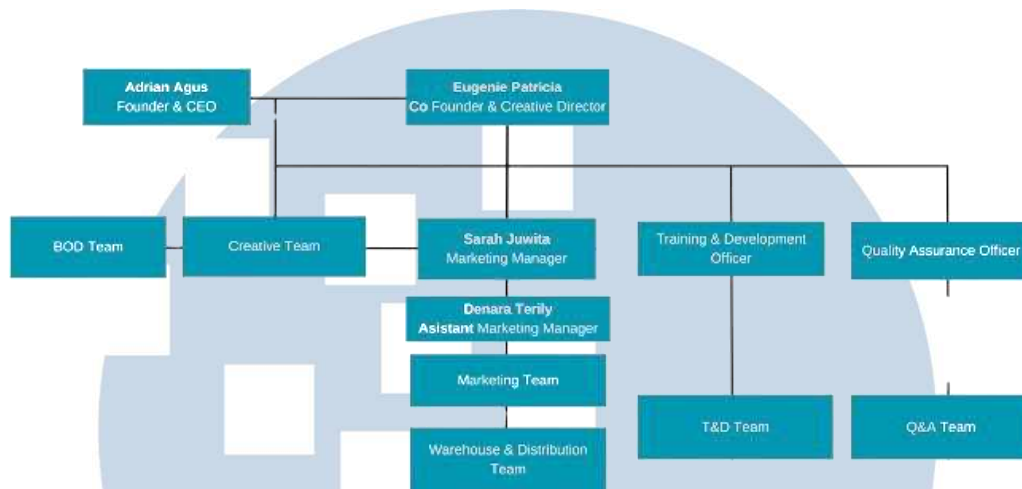 Adrian Agus
Founder & CEO
Eugenie Patricia
Co Founder & Creative Director
BOD Team
Creative Team
Sarah Juwita
Marketing Manager
Training & Development
Officer
Quality Assurance Officer
Denara Terily
Asistant Marketing Manager
Marketing Team
Warehouse & Distribution
Team
T&D Team
Q&A Team